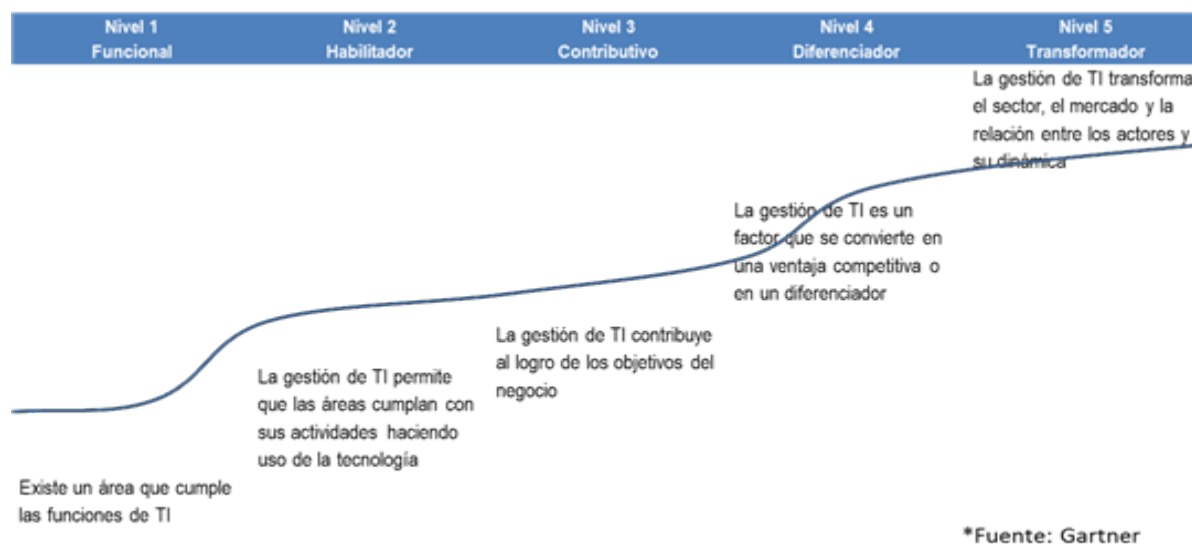 Nivel 1
Funcional
Nivel 2
Habilitador
Nivel 3
Contributivo
Nivel 4
Diferenciador
Nivel 5
Transformador
Existe un área que cumple
las funciones de TI
La gestión de TI permite
que las áreas cumplan con
sus actividades haciendo
uso de la tecnología
La gestión de TI contribuye
al logro de los objetivos del
negocio
La gestión de TI es un
factor que se convierte en
una ventaja competitiva o
en un diferenciador
La gestión de TI transforma
el sector, el mercado y la
relación entre los actores y
su dinámica
*Fuente: Gartner